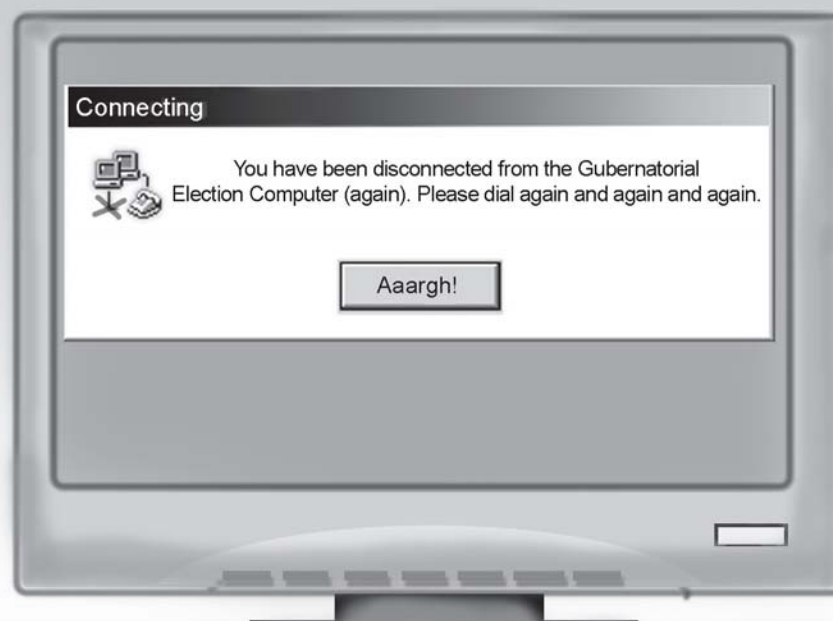 Connecting
You have been disconnected from the Gubernatorial
Election Computer (again). Please dial again and again and again.
Aaargh!